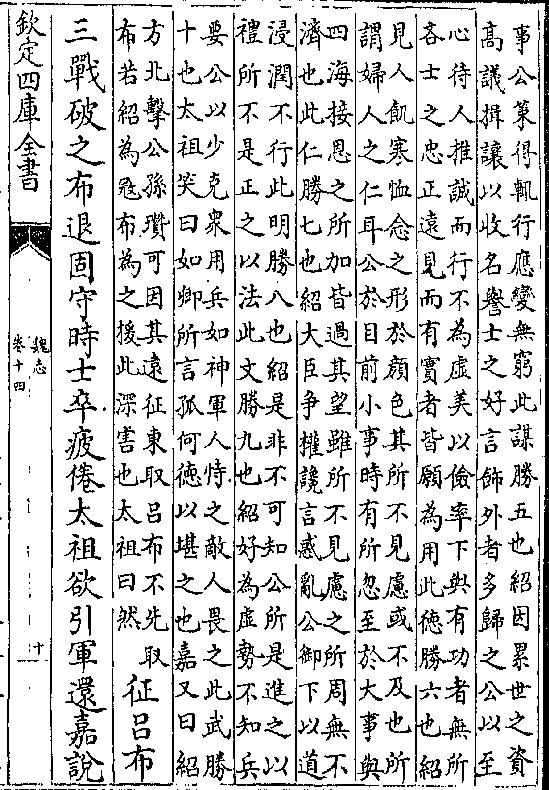 事公策得輒行應變無窮此謀勝五也紹因累世之資
高議揖讓以收名譽士之好言飾外者多歸之公以至
心待人推誠而行不為虛美以儉率下與有功者無所
吝士之忠正遠見而有實者皆願為用此德勝六也紹
見人飢寒恤念之形於顔色其所不見慮或不及也所
謂婦人之仁耳公於目前小事時有所忽至於大事與
四海接恩之所加皆過其望雖所不見慮之所周無不
濟也此仁勝七也紹大臣争權讒言惑亂公御下以道
浸潤不行此明勝八也紹是非不可知公所是進之以
禮所不是正之以法此文勝九也紹好為虛勢不知兵
要公以少克衆用兵如神軍人恃之敵人畏之此武勝
十也太祖笑曰如卿所言孤何德以堪之也嘉又曰紹
方北擊公孫瓚可因其遠征東取呂布不先取
布若紹為寇布為之援此深害也太祖曰然
征呂布
三戰破之布退固守時士卒疲倦太祖欲引軍還嘉說
欽定四庫全書
魏志
卷十四
十